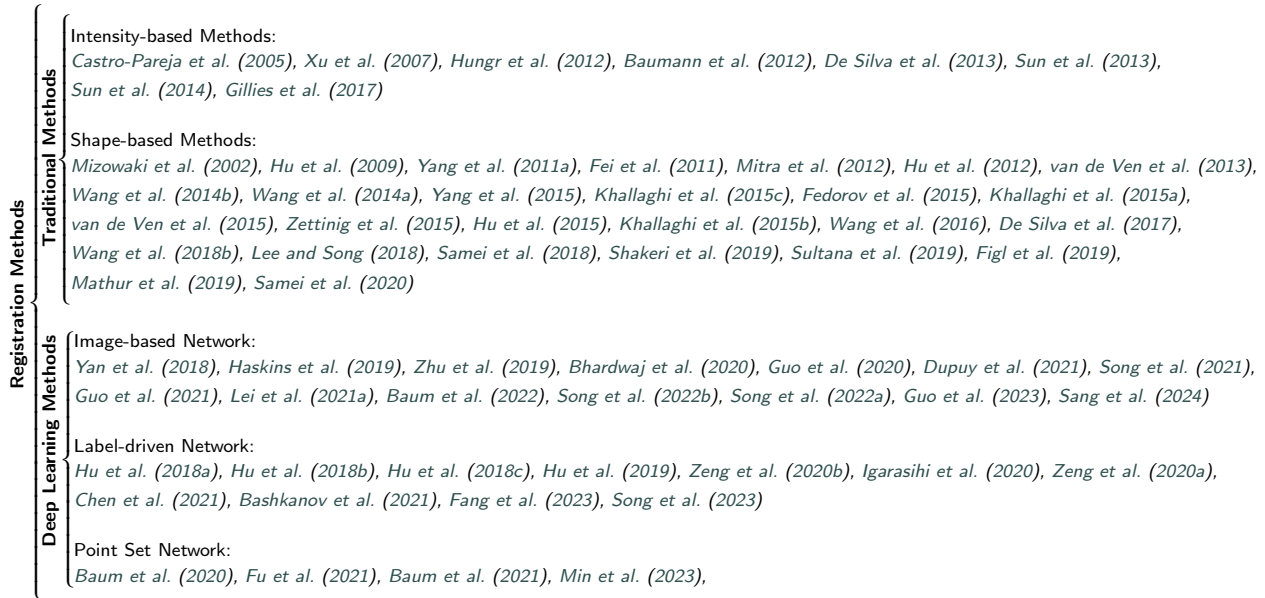 Registration Methods
Traditional Methods
Intensity-based Methods:
Castro-Pareja et al. (2005), Xu et al. (2007), Hungr et al. (2012), Baumann et al. (2012), De Silva et al. (2013), Sun et al. (2013),
Sun et al. (2014), Gillies et al. (2017)
Shape-based Methods:
Mizowaki et al. (2002), Hu et al. (2009), Yang et al. (2011a), Fei et al. (2011), Mitra et al. (2012), Hu et al. (2012), van de Ven et al. (2013),
Wang et al. (2014b), Wang et al. (2014a), Yang et al. (2015), Khallaghi et al. (2015c), Fedorov et al. (2015), Khallaghi et al. (2015a),
van de Ven et al. (2015), Zettinig et al. (2015), Hu et al. (2015), Khallaghi et al. (2015b), Wang et al. (2016), De Silva et al. (2017),
Wang et al. (2018b), Lee and Song (2018), Samei et al. (2018), Shakeri et al. (2019), Sultana et al. (2019), Figl et al. (2019),
Mathur et al. (2019), Samei et al. (2020)
Deep Learning Methods
Image-based Network:
Yan et al. (2018), Haskins et al. (2019), Zhu et al. (2019), Bhardwaj et al. (2020), Guo et al. (2020), Dupuy et al. (2021), Song et al. (2021),
Guo et al. (2021), Lei et al. (2021a), Baum et al. (2022), Song et al. (2022b), Song et al. (2022a), Guo et al. (2023), Sang et al. (2024)
Label-driven Network:
Hu et al. (2018a), Hu et al. (2018b), Hu et al. (2018c), Hu et al. (2019), Zeng et al. (2020b), Igarasihi et al. (2020), Zeng et al. (2020a),
Chen et al. (2021), Bashkanov et al. (2021), Fang et al. (2023), Song et al. (2023)
Point Set Network:
Baum et al. (2020), Fu et al. (2021), Baum et al. (2021), Min et al. (2023),